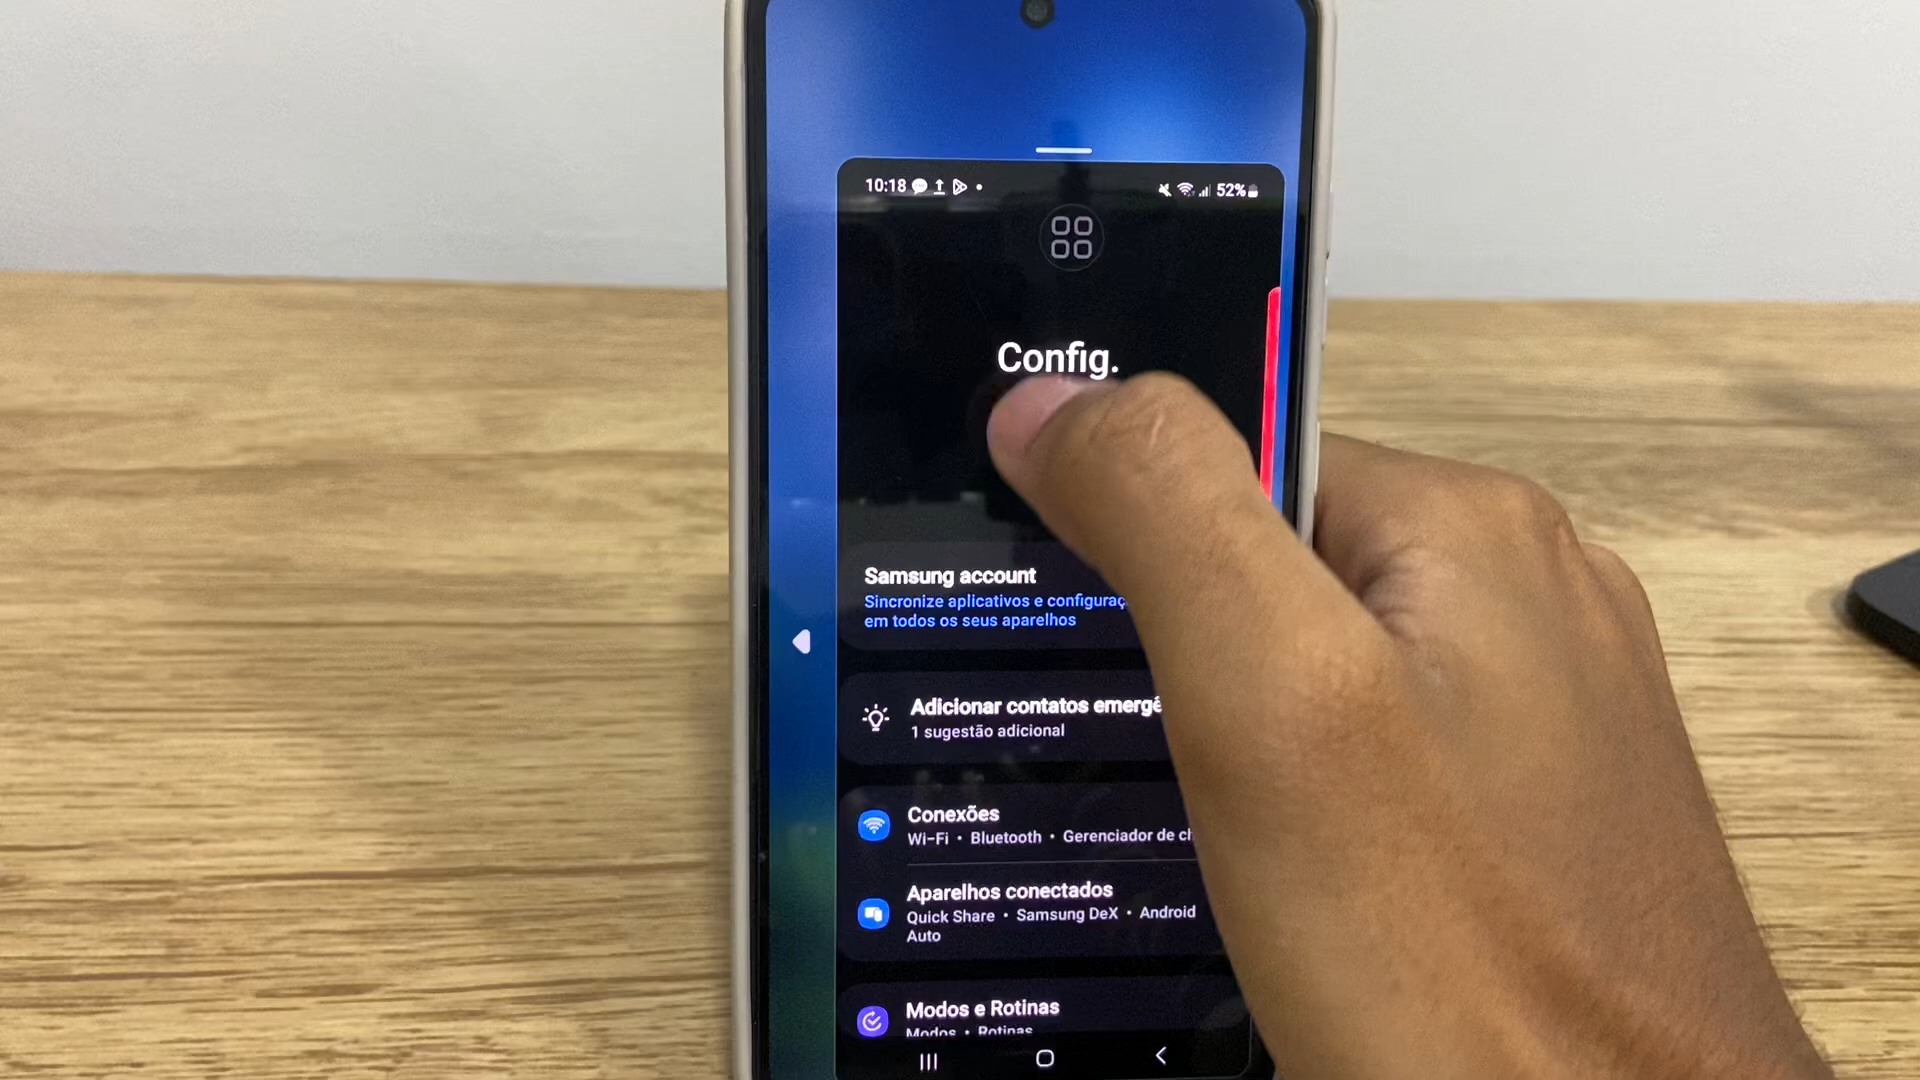 10:18
52%
Config.
Samsung account
Sincronize aplicativos e configuraç
em todos os seus aparelhos
Adicionar contatos emergê
1 sugestão adicional
Conexões
Wi-Fi • Bluetooth • Gerenciador de ch
Aparelhos conectados
Quick Share • Samsung DeX • Android
Auto
Modos e Rotinas
Modos • Rotinas